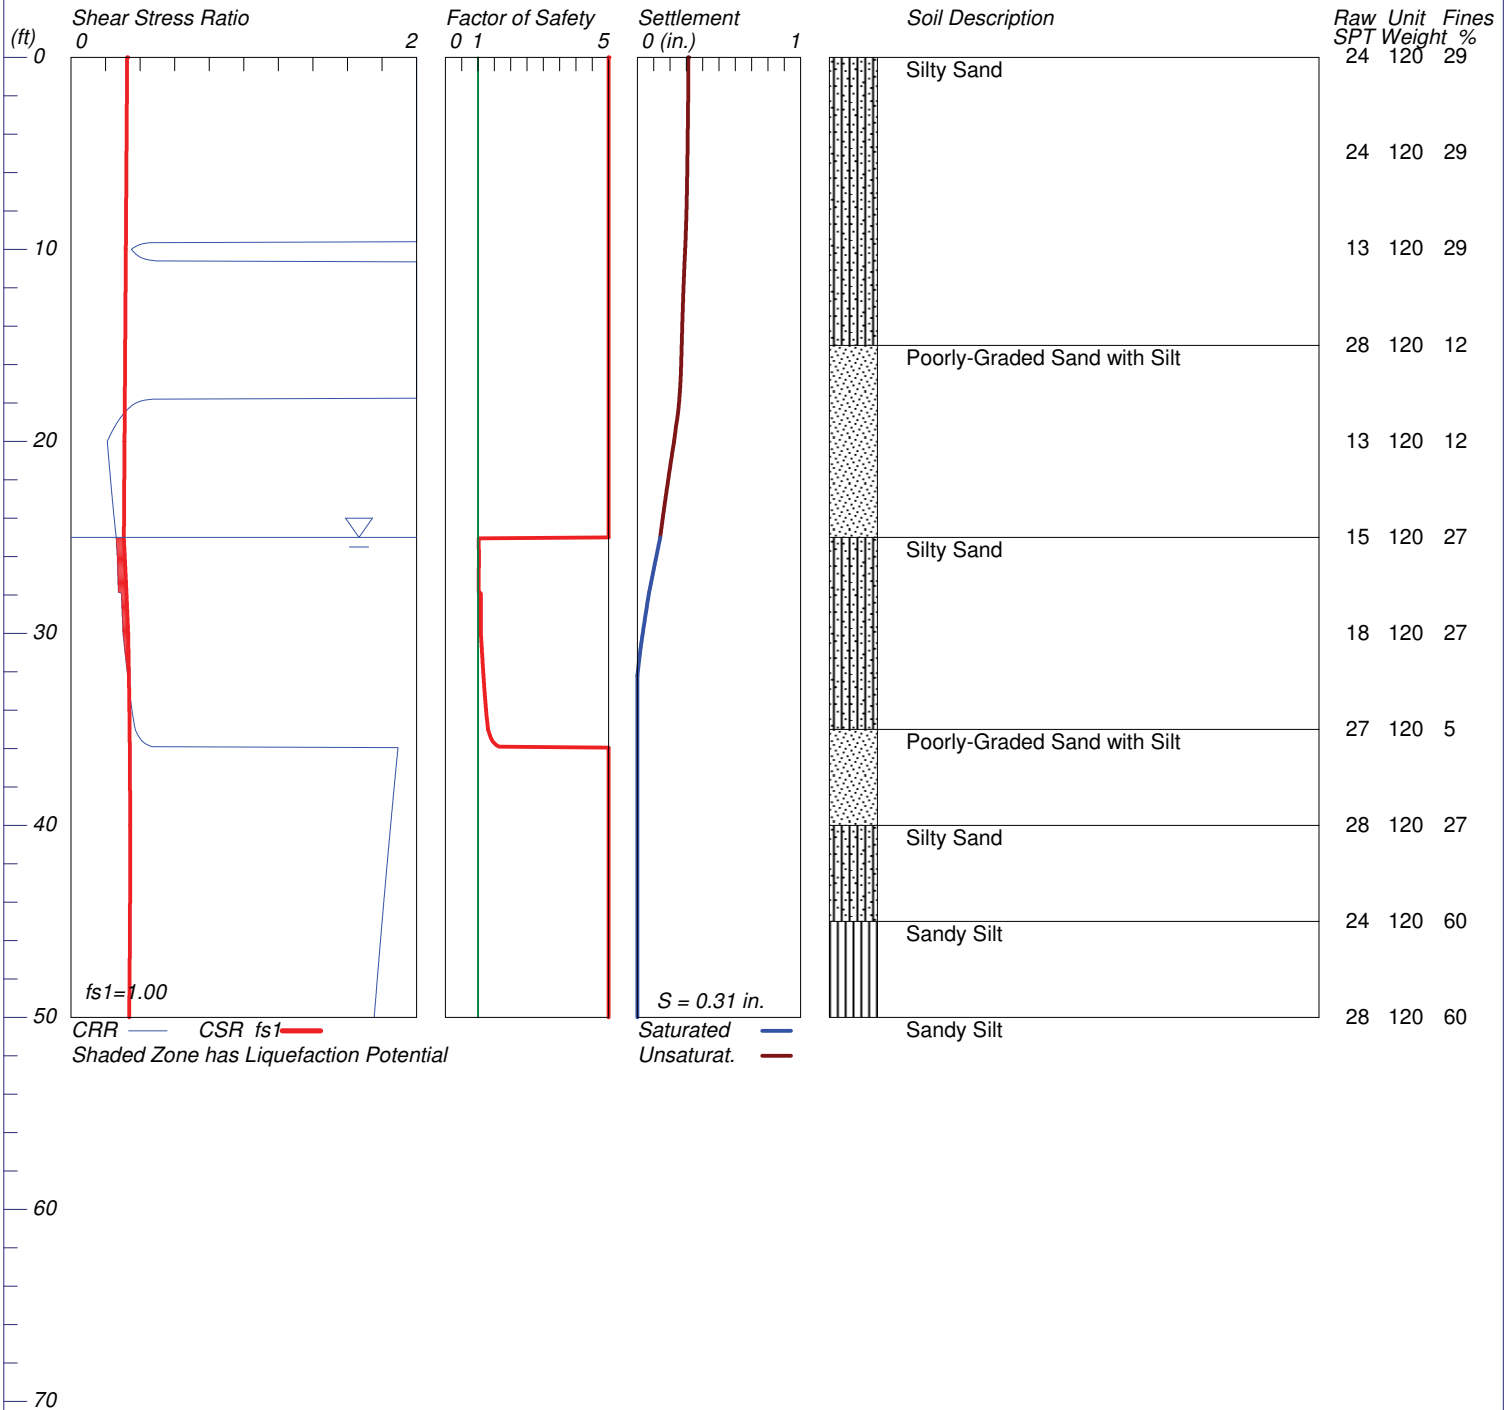 Shear Stress Ratio Factor of Safety Settlement Soil Description Raw Unit Fines
(ft) 0 2 0 1 5 0 (in.) 1 SPT Weight %
0 24 120 29
Silty Sand
24 120 29
10 13 120 29
28 120 12
Poorly-Graded Sand with Silt
20 13 120 12
15 120 27
Silty Sand
30 18 120 27
27 120 5
Poorly-Graded Sand with Silt
40 28 120 27
Silty Sand
24 120 60
Sandy Silt
fs1=1.00 S = 0.31 in.
50 28 120 60
CRR CSR fs1 Saturated Sandy Silt
Shaded Zone has Liquefaction Potential Unsaturat.
60
70